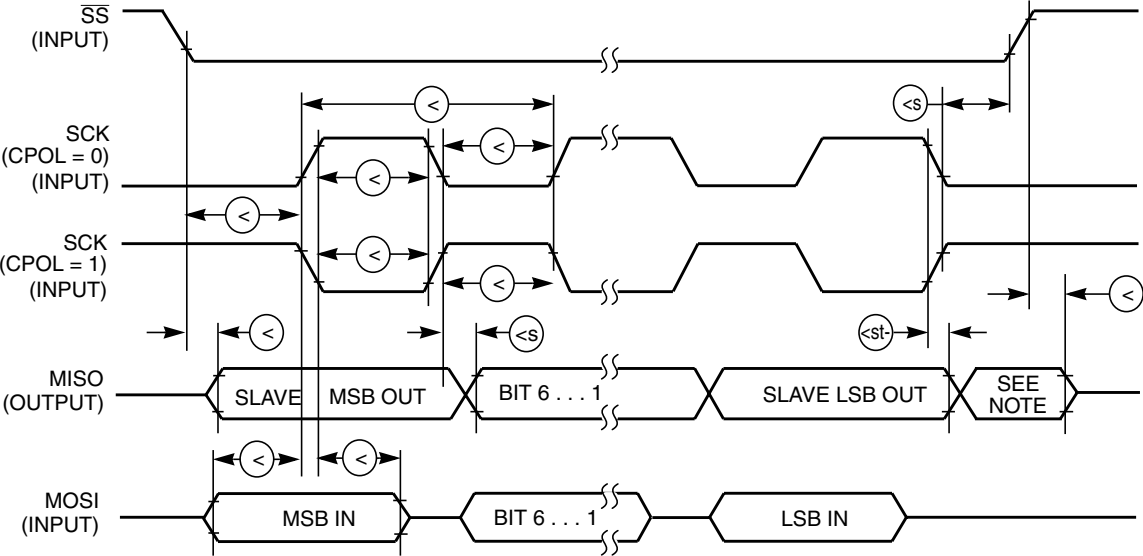 SS
(INPUT)
<
<s
SCK
(CPOL = 0)
(INPUT)
<
<
<
SCK
(CPOL = 1)
(INPUT)
<
<
<
<
<s
<st-
MISO
(OUTPUT)
SLAVE MSB OUT
BIT 6 . . . 1
SLAVE LSB OUT
SEE
NOTE
<
<
MOSI
(INPUT)
MSB IN
BIT 6 . . . 1
LSB IN